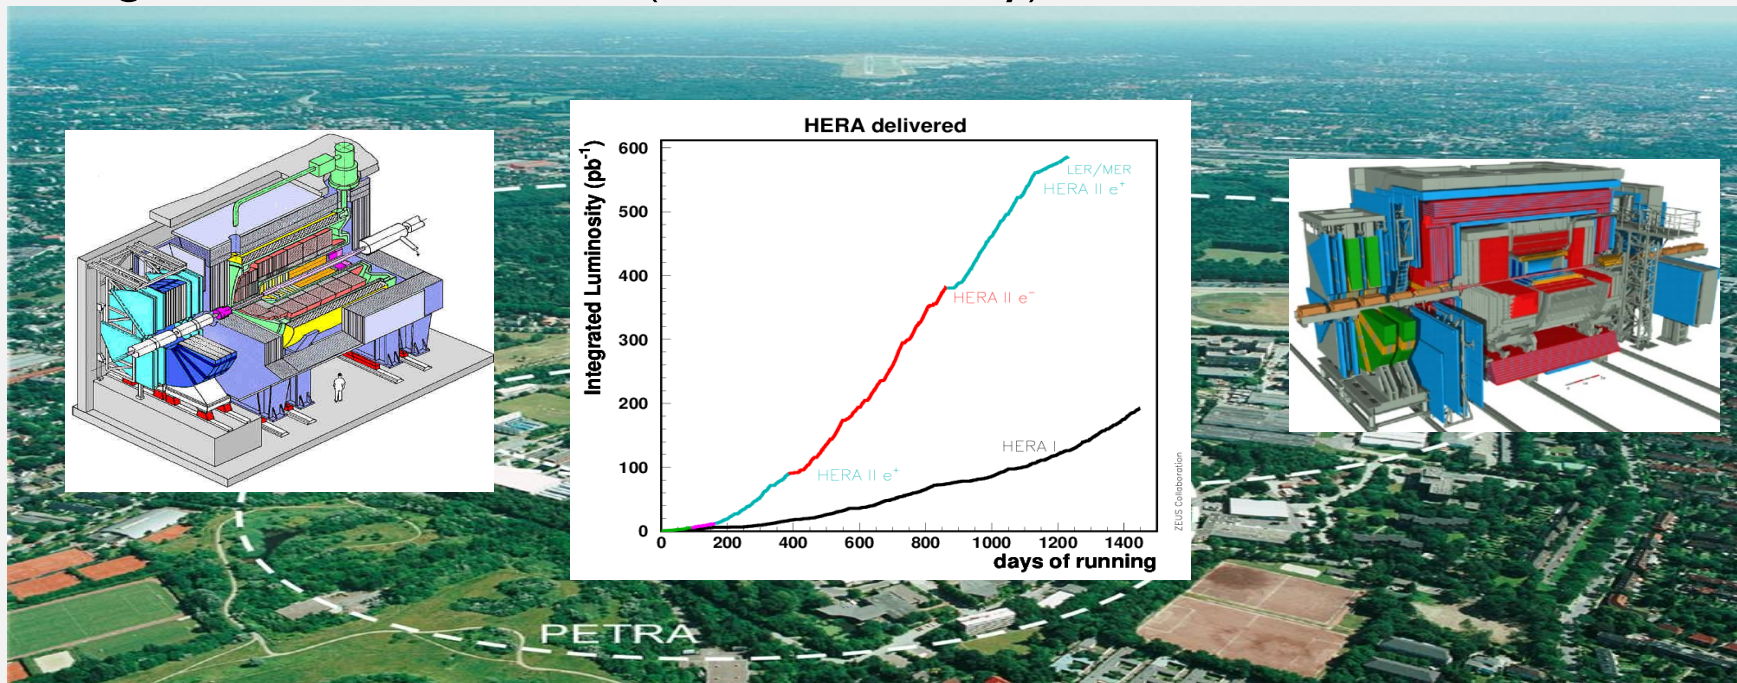 HERA delivered
Integrated Luminosity (pb-1)
600
500
400
300
200
100
0
LER/MER
HERA II e+
HERA II e-
HERA I
HERA II e+
0 200 400 600 800 1000 1200 1400
days of running
ZEUS Collaboration
PETRA